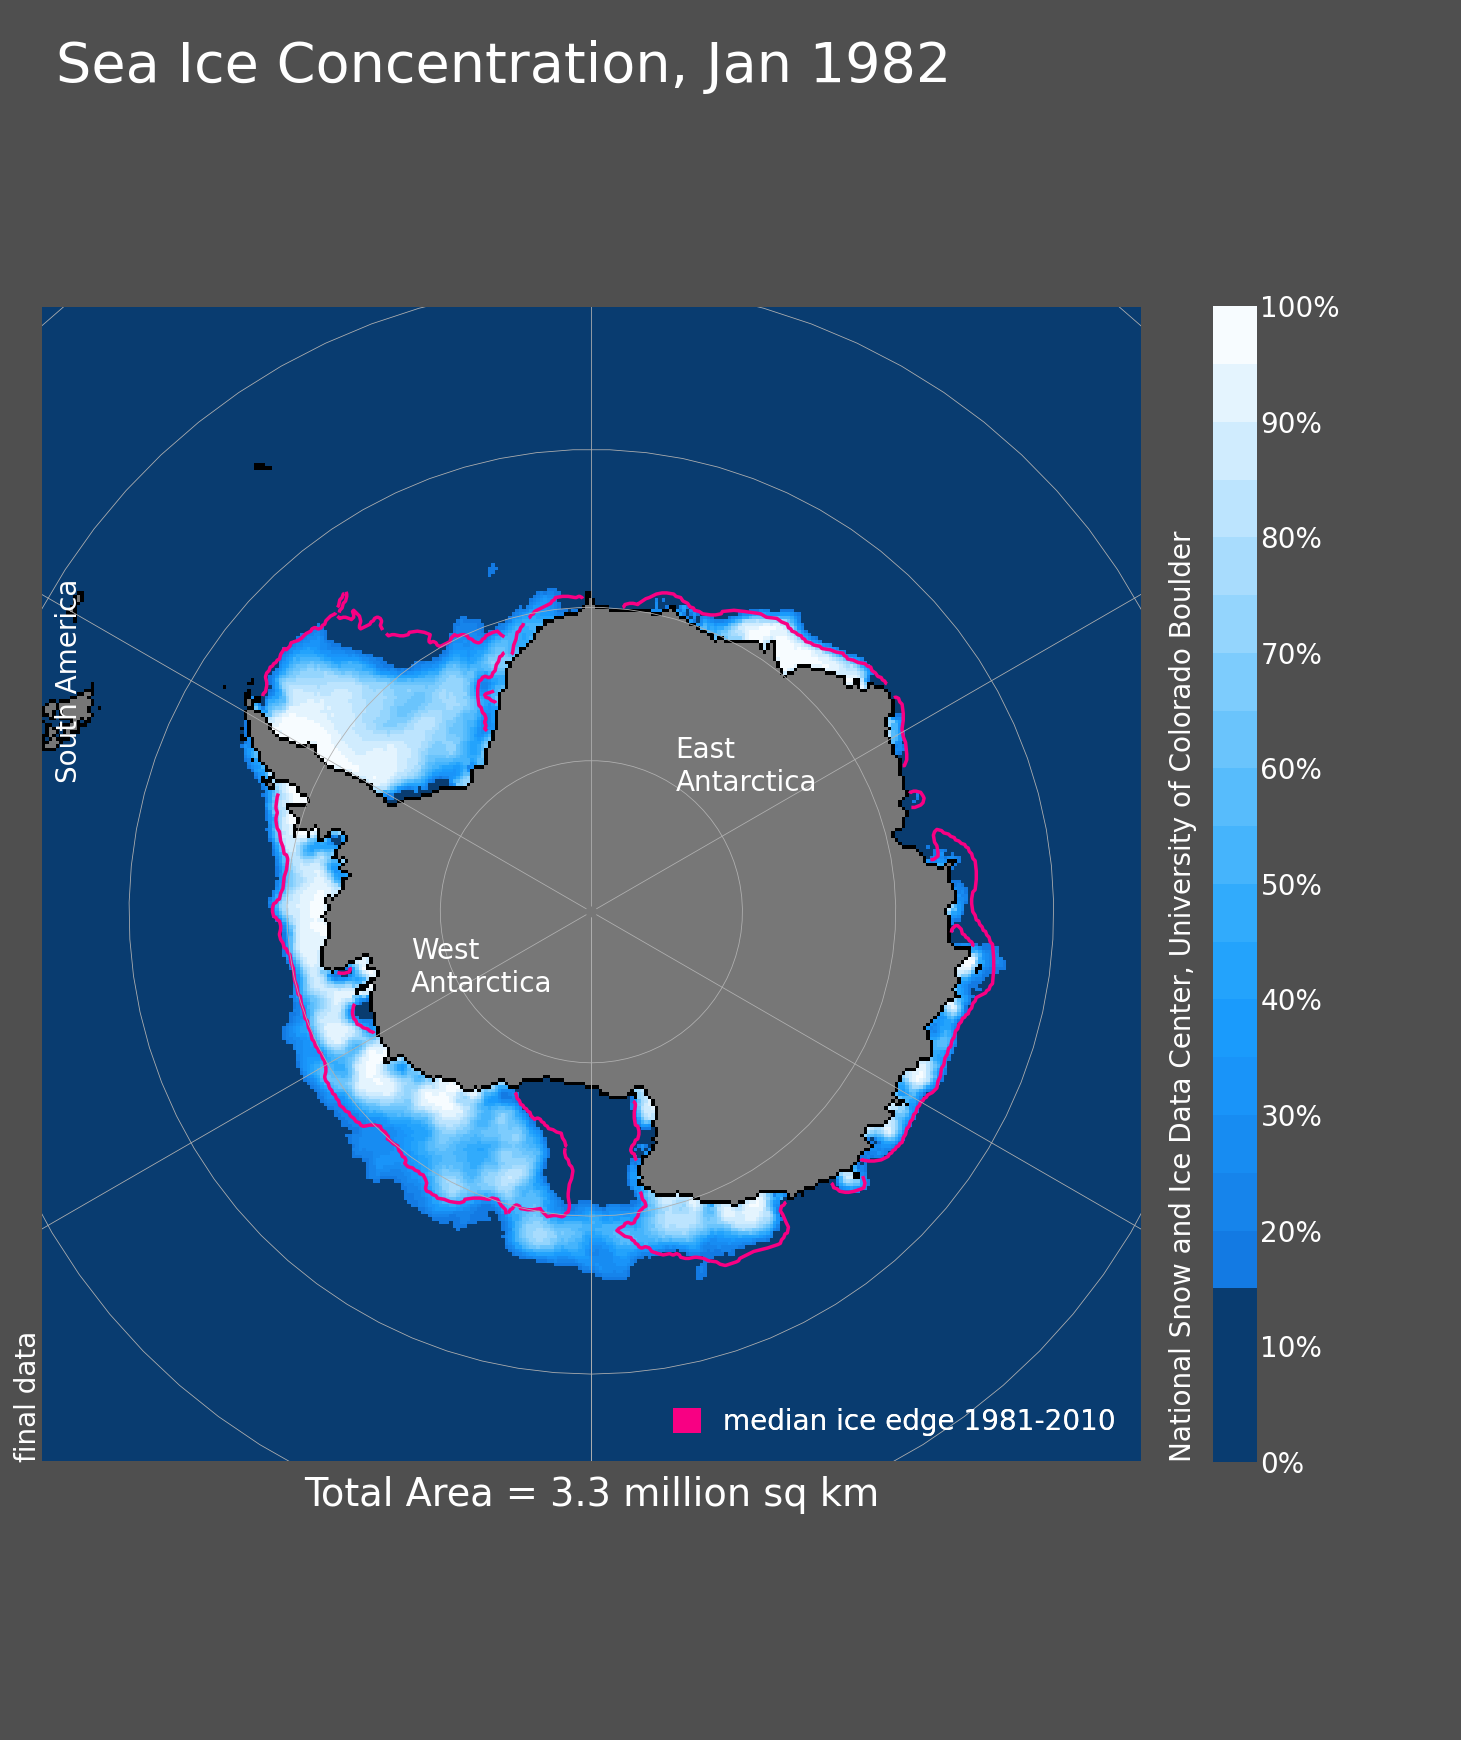 Sea Ice Concentration, Jan 1982
South America
East
Antarctica
West
Antarctica
median ice edge 1981-2010
final data
Total Area = 3.3 million sq km
National Snow and Ice Data Center, University of Colorado Boulder
100%
90%
80%
70%
60%
50%
40%
30%
20%
10%
0%